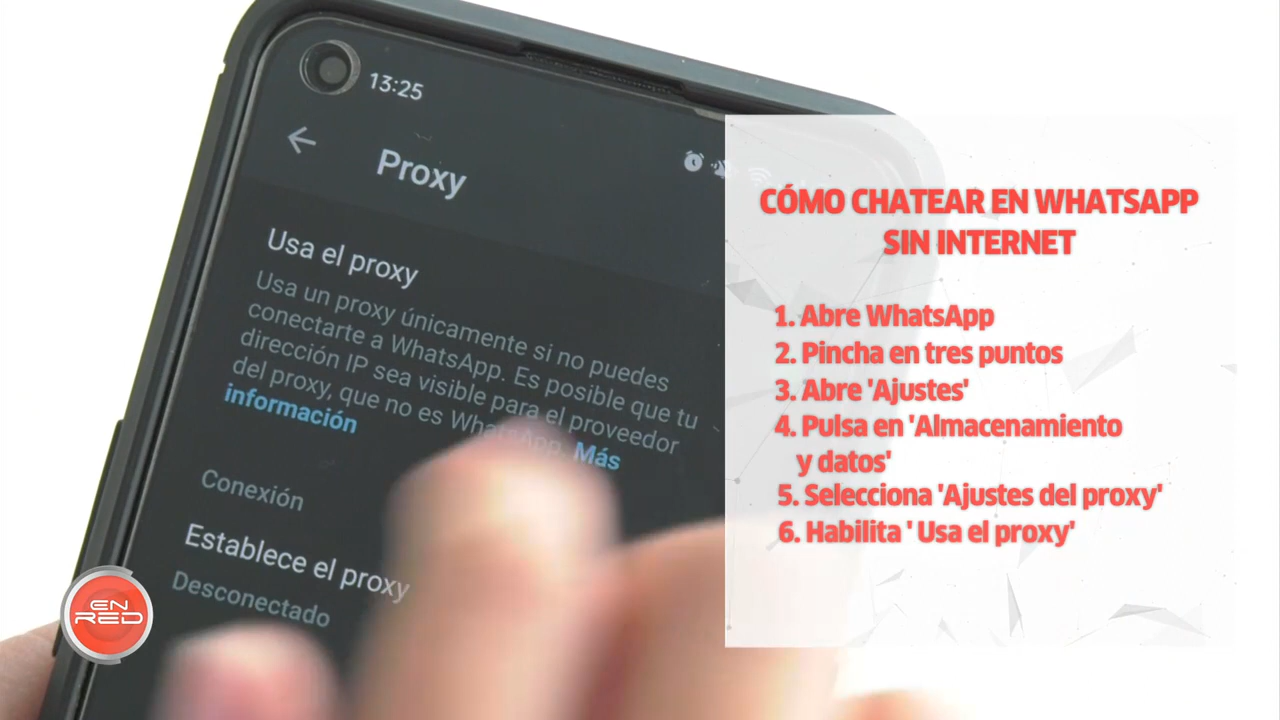 13:25
Proxy
Usa el proxy
Usa un proxy únicamente si no puedes
conectarte a WhatsApp. Es posible que tu
dirección IP sea visible para el proveedor
del proxy, que no es WhatsApp. Más
información
Conexión
Establece el proxy
Desconectado
EN
RED
CÓMO CHATEAR EN WHATSAPP
SIN INTERNET
1. Abre WhatsApp
2. Pincha en tres puntos
3. Abre 'Ajustes'
4. Pulsa en 'Almacenamiento
y datos'
5. Selecciona 'Ajustes del proxy'
6. Habilita ' Usa el proxy'